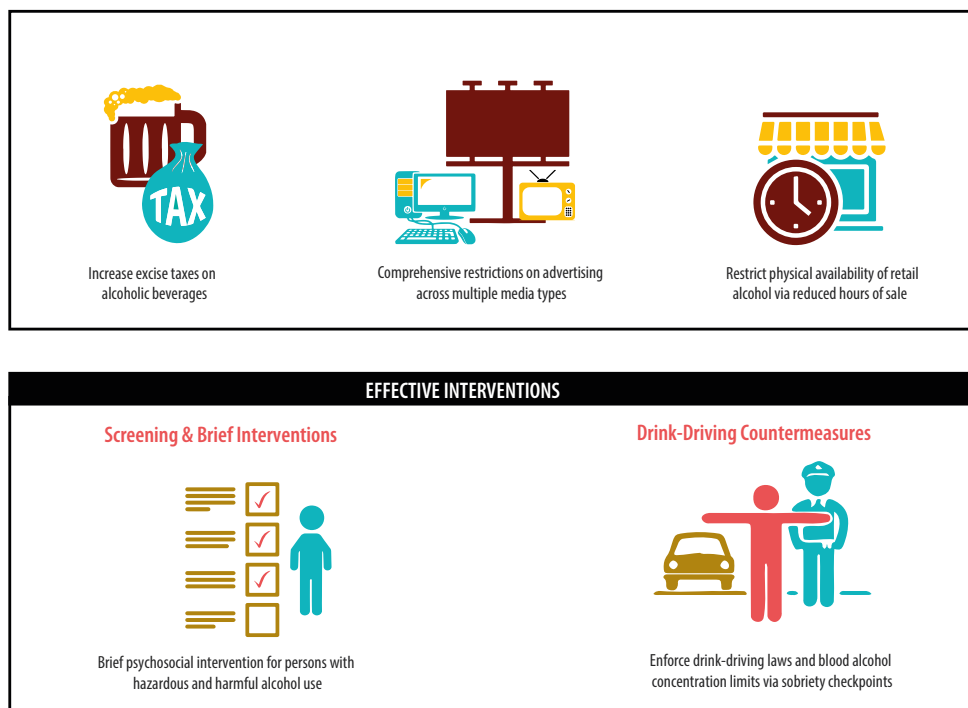 TAX
Increase excise taxes on
alcoholic beverages
Comprehensive restrictions on advertising
across multiple media types
Restrict physical availability of retail
alcohol via reduced hours of sale
EFFECTIVE INTERVENTIONS
Screening & Brief Interventions
Brief psychosocial intervention for persons with
hazardous and harmful alcohol use
Drink-Driving Countermeasures
Enforce drink-driving laws and blood alcohol
concentration limits via sobriety checkpoints